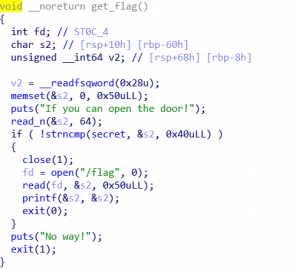 void __noreturn get_flag()
{
int fd; // ST0C_4
char s2; // [rsp+10h] [rbp-60h]
unsigned __int64 v2; // [rsp+68h] [rbp-8h]
v2 = __readfsqword(0x28u);
memset(&s2, 0, 0x50uLL);
puts("If you can open the door!");
read_n(&s2, 64);
if ( !strncmp(secret, &s2, 0x40uLL) )
{
close(1);
fd = open("/flag", 0);
read(fd, &s2, 0x50uLL);
printf(&s2, &s2);
exit(0);
}
puts("No way!");
exit(1);
}